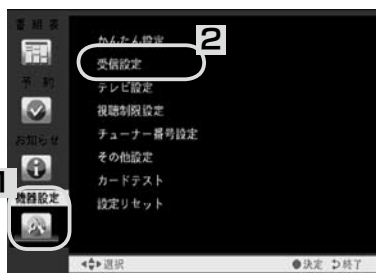 番組表
予約
お知らせ
機器設定
1
2
かんたん設定
受信設定
テレビ設定
視聴制限設定
チューナー番号設定
その他設定
カードテスト
設定リセット
選択
決定
終了